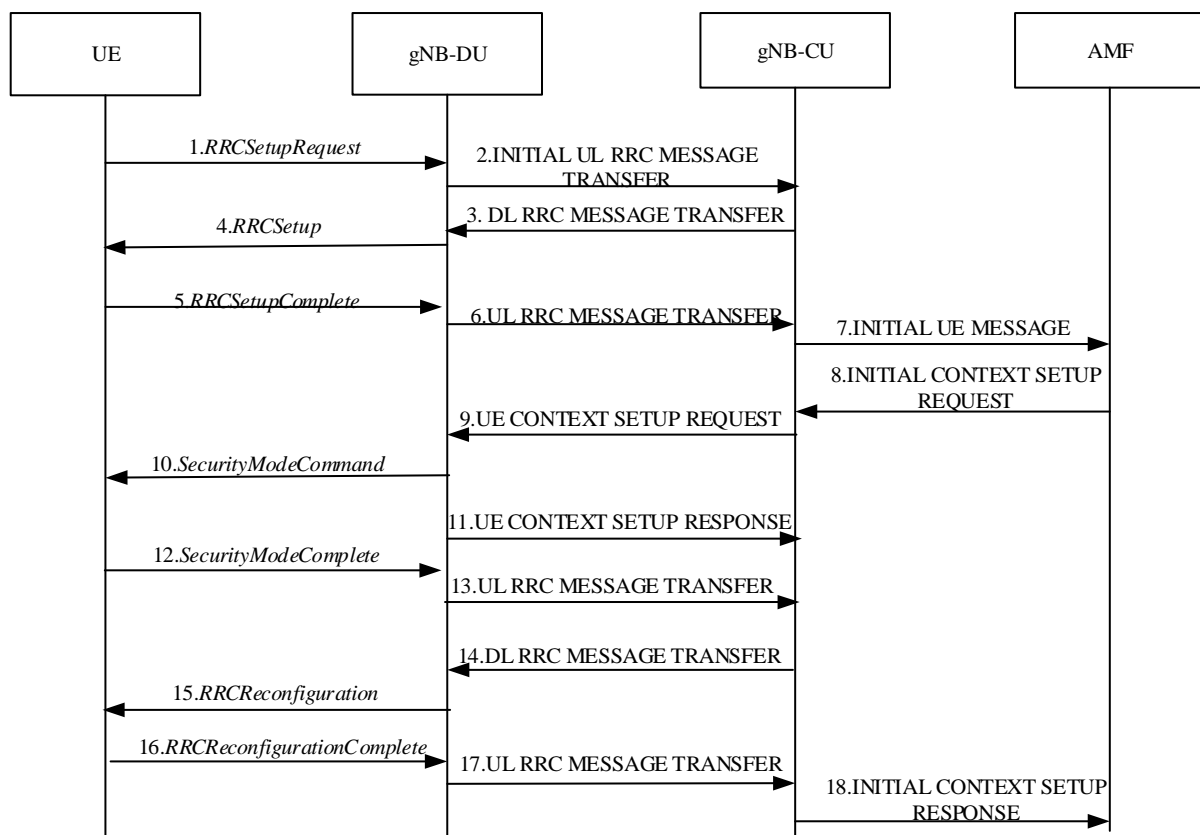 UE
gNB-DU
gNB-CU
AMF
1.RRCSetupRequest
2.INITIAL UL RRC MESSAGE
TRANSFER
3. DL RRC MESSAGE TRANSFER
4.RRCSetup
5.RRCSetupComplete
6.UL RRC MESSAGE TRANSFER
7.INITIAL UE MESSAGE
8.INITIAL CONTEXT SETUP
REQUEST
9.UE CONTEXT SETUP REQUEST
10.SecurityModeCommand
11.UE CONTEXT SETUP RESPONSE
12.SecurityModeComplete
13.UL RRC MESSAGE TRANSFER
14.DL RRC MESSAGE TRANSFER
15.RRCReconfiguration
16.RRCReconfigurationComplete
17.UL RRC MESSAGE TRANSFER
18.INITIAL CONTEXT SETUP
RESPONSE